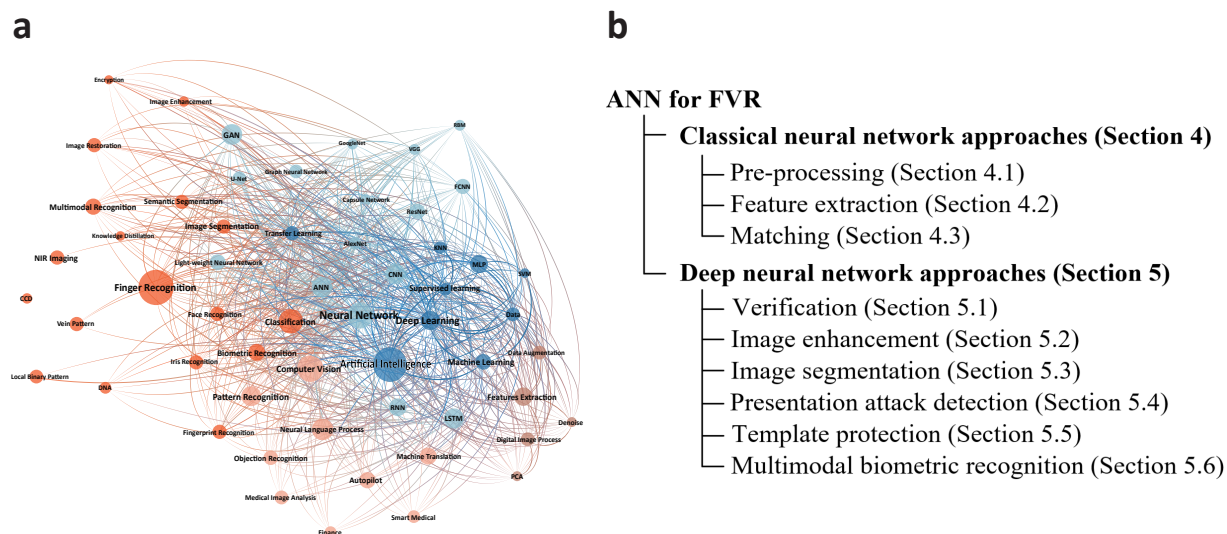 a
Encryption
Image Enhancement
GAN
RBM
Image Restoration
GoogleNet
VGG
Graph Neural Network
U-Net
FCNN
Semantic Segmentation
Capsule Network
Multimodal Recognition
ResNet
Image Segmentation
Transfer Learning
Knowledge Distillation
AlexNet
KNN
NIR Imaging
Light-weight Neural Network
MLP
CNN
SVM
Finger Recognition
ANN
Supervised learning
CCD
Face Recognition
Neural Network
Data
Vein Pattern
Classification
Deep Learning
Biometric Recognition
Data Augmentation
Iris Recognition
Artificial Intelligence
Machine Learning
Computer Vision
Local Binary Pattern
DNA
Pattern Recognition
Features Extraction
RNN
LSTM
Denoise
Fingerprint Recognition
Neural Language Process
Digital Image Process
Objection Recognition
Machine Translation
PCA
Autopilot
Medical Image Analysis
Smart Medical
Finance
b
ANN for FVR
Classical neural network approaches (Section 4)
Pre-processing (Section 4.1)
Feature extraction (Section 4.2)
Matching (Section 4.3)
Deep neural network approaches (Section 5)
Verification (Section 5.1)
Image enhancement (Section 5.2)
Image segmentation (Section 5.3)
Presentation attack detection (Section 5.4)
Template protection (Section 5.5)
Multimodal biometric recognition (Section 5.6)